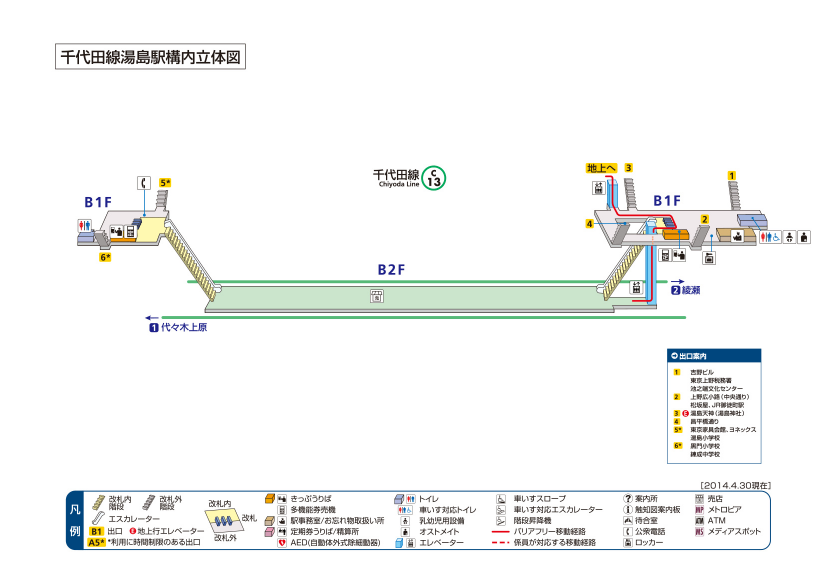 千代田線湯島駅構内立体図
千代田線
Chiyoda Line
C
13
地上へ
3
1
5*
B1F
B1F
4
2
6*
B2F
2 綾瀬
1 代々木上原
出口案内
1 吉野ビル
東京上野税務署
池之端文化センター
2 上野広小路（中央通り）
松坂屋、JR御徒町駅
3 E 湯島天神（湯島神社）
4 昌平橋通り
5* 東京家具会館、ヨネックス
湯島小学校
6* 黒門小学校
練成中学校
[2014.4.30現在]
凡例
改札内階段
改札外階段
エスカレーター
B1 出口 E 地上行エレベーター
A5* *利用に時間制限のある出口
改札内
改札
改札外
きっぷうりば
多機能券売機
駅事務室/お忘れ物取扱い所
定期券うりば/精算所
AED(自動体外式除細動器)
トイレ
車いす対応トイレ
乳幼児用設備
オストメイト
エレベーター
車いすスロープ
車いす対応エスカレーター
階段昇降機
バリアフリー移動経路
係員が対応する移動経路
? 案内所
i 触知図案内板
待合室
公衆電話
ロッカー
売店
MP メトロピア
ATM ATM
MS メディアスポット